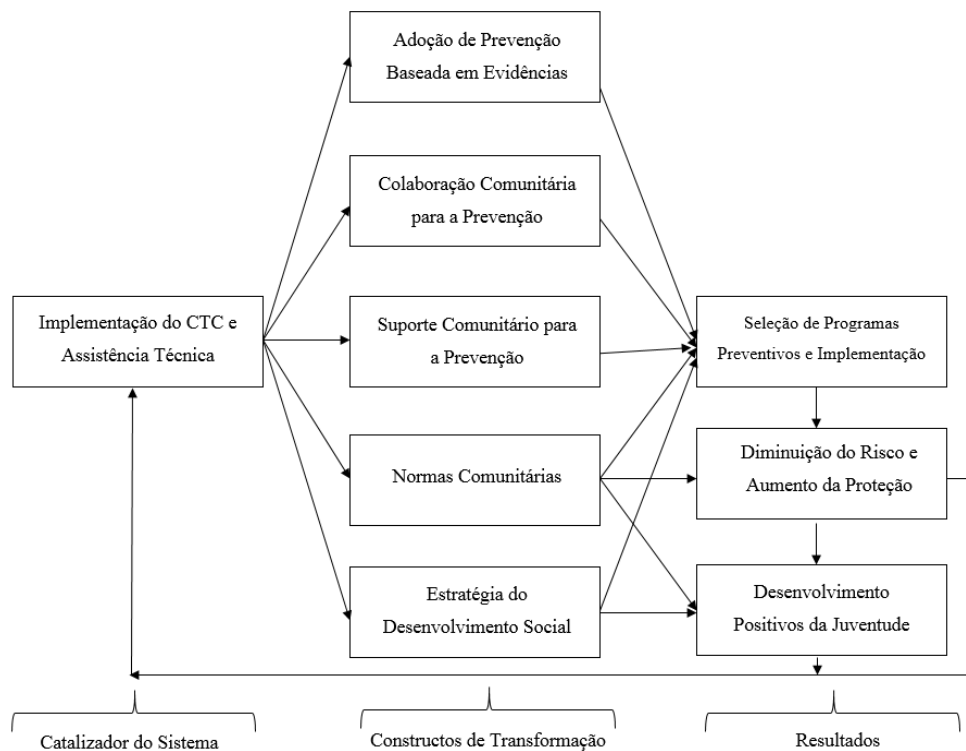 Adoção de Prevenção
Baseada em Evidências
Colaboração Comunitária
para a Prevenção
Implementação do CTC e
Assistência Técnica
Suporte Comunitário para
a Prevenção
Seleção de Programas
Preventivos e Implementação
Normas Comunitárias
Diminuição do Risco e
Aumento da Proteção
Estratégia do
Desenvolvimento Social
Desenvolvimento
Positivos da Juventude
Catalizador do Sistema
Constructos de Transformação
Resultados